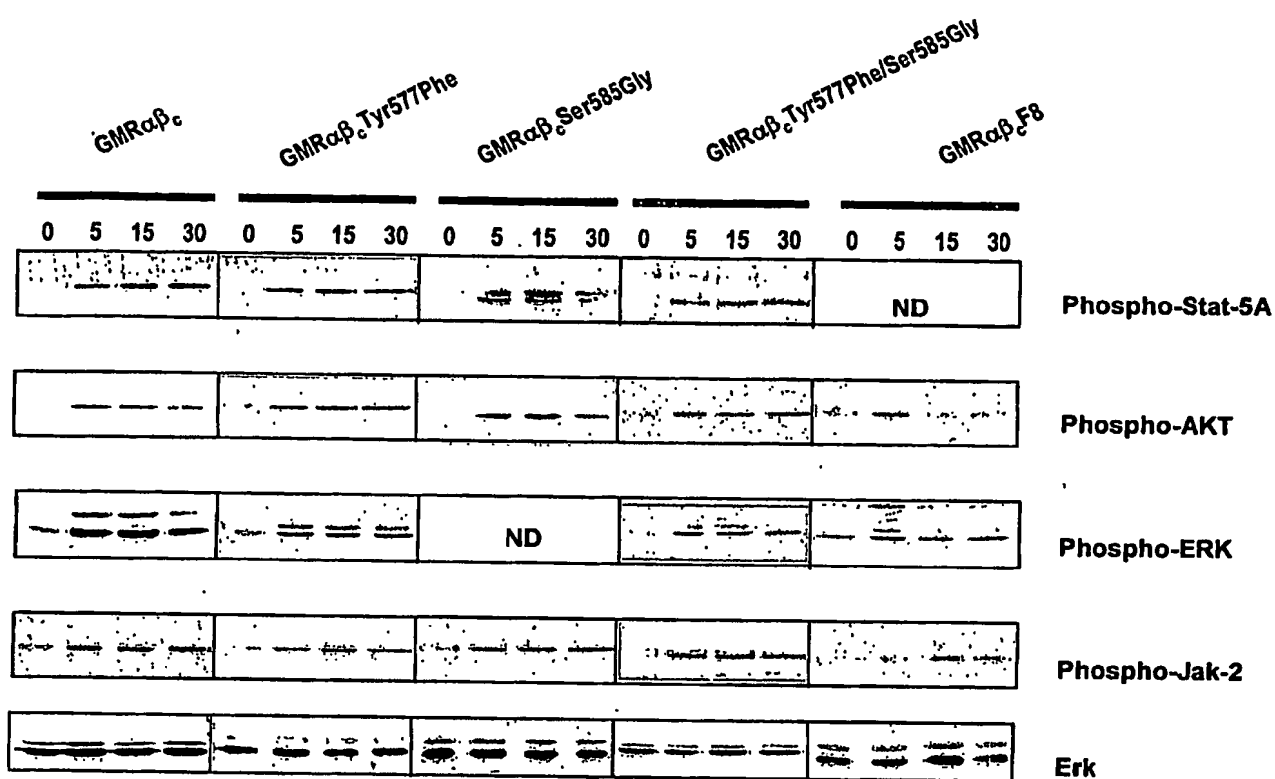 GMRαβc
GMRαβcTyr577Phe
GMRαβcSer585Gly
GMRαβcTyr577Phe/Ser585Gly
GMRαβcF8
0 5 15 30 0 5 15 30 0 5 15 30 0 5 15 30 0 5 15 30
ND
Phospho-Stat-5A
Phospho-AKT
ND
Phospho-ERK
Phospho-Jak-2
Erk